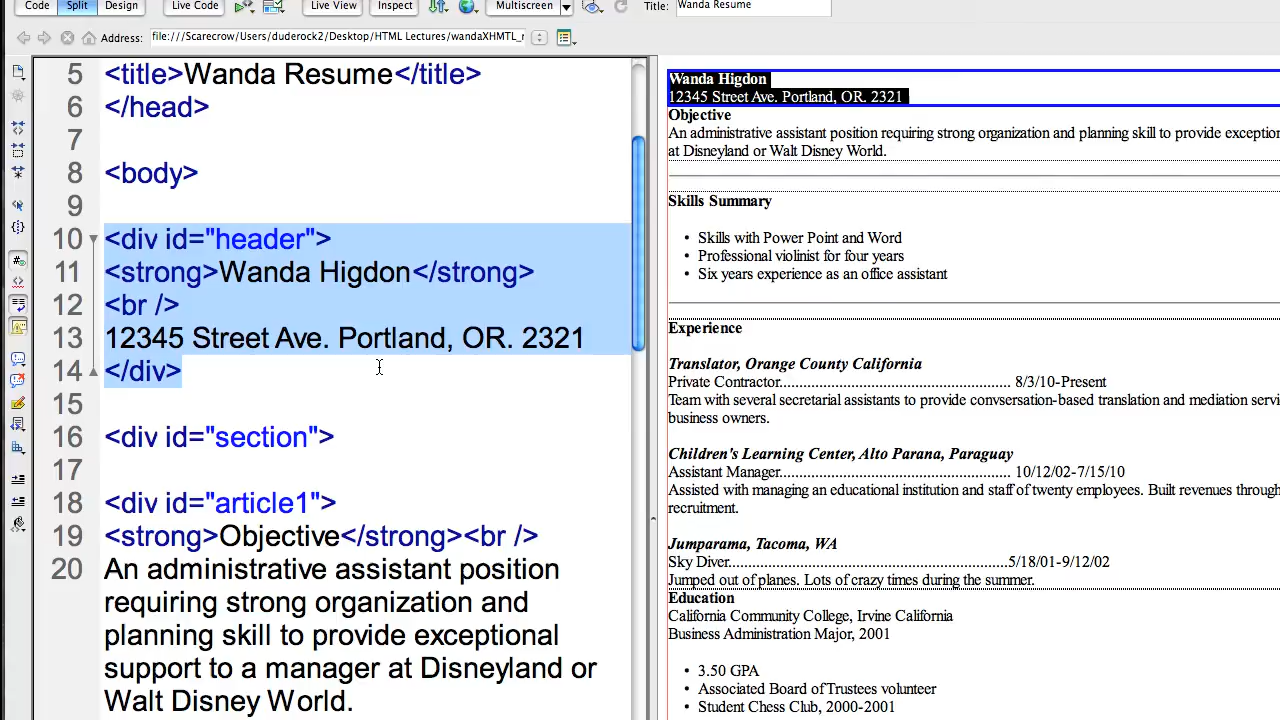 Code Split Design Live Code Live View Inspect Multiscreen Title: Wanda Resume
Address: file:///Scarecrow/Users/duderock2/Desktop/HTML Lectures/wandaXHMTL_r
5 <title>Wanda Resume</title>
6 </head>
7
8 <body>
9
10 <div id="header">
11 <strong>Wanda Higdon</strong>
12 <br />
13 12345 Street Ave. Portland, OR. 2321
14 </div>
15
16 <div id="section">
17
18 <div id="article1">
19 <strong>Objective</strong><br />
20 An administrative assistant position
requiring strong organization and
planning skill to provide exceptional
support to a manager at Disneyland or
Walt Disney World.
Wanda Higdon
12345 Street Ave. Portland, OR. 2321
Objective
An administrative assistant position requiring strong organization and planning skill to provide exception
at Disneyland or Walt Disney World.
Skills Summary
• Skills with Power Point and Word
• Professional violinist for four years
• Six years experience as an office assistant
Experience
Translator, Orange County California
Private Contractor.................................................... 8/3/10-Present
Team with several secretarial assistants to provide convsersation-based translation and mediation servi
business owners.
Children's Learning Center, Alto Parana, Paraguay
Assistant Manager.................................................... 10/12/02-7/15/10
Assisted with managing an educational institution and staff of twenty employees. Built revenues through
recruitment.
Jumparama, Tacoma, WA
Sky Diver..............................................................5/18/01-9/12/02
Jumped out of planes. Lots of crazy times during the summer.
Education
California Community College, Irvine California
Business Administration Major, 2001
• 3.50 GPA
• Associated Board of Trustees volunteer
• Student Chess Club, 2000-2001